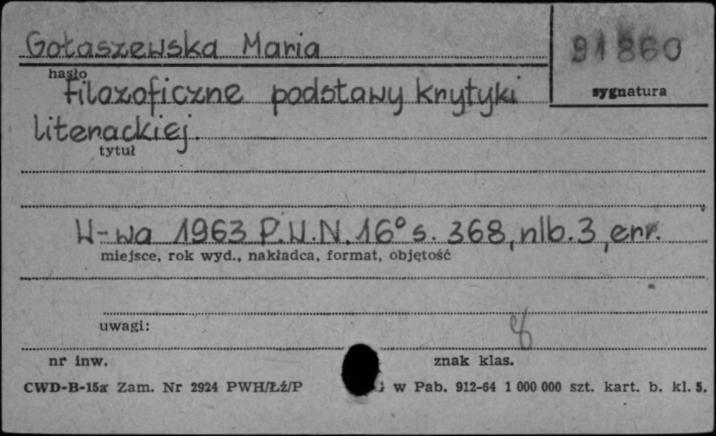 Gołaszewska Maria
91860
hasło
sygnatura
Filozoficzne podstawy krytyki
literackiej.
tytuł
W-wa 1963 P.W.N. 16° s. 368, nlb. 3, err.
miejsce, rok wyd., nakładca, format, objętość
uwagi:
nr inw.
znak klas.
CWD-B-15a Zam. Nr 2924 PWH/Łź/P
G w Pab. 912-64 1 000 000 szt. kart. b. kl. 5.